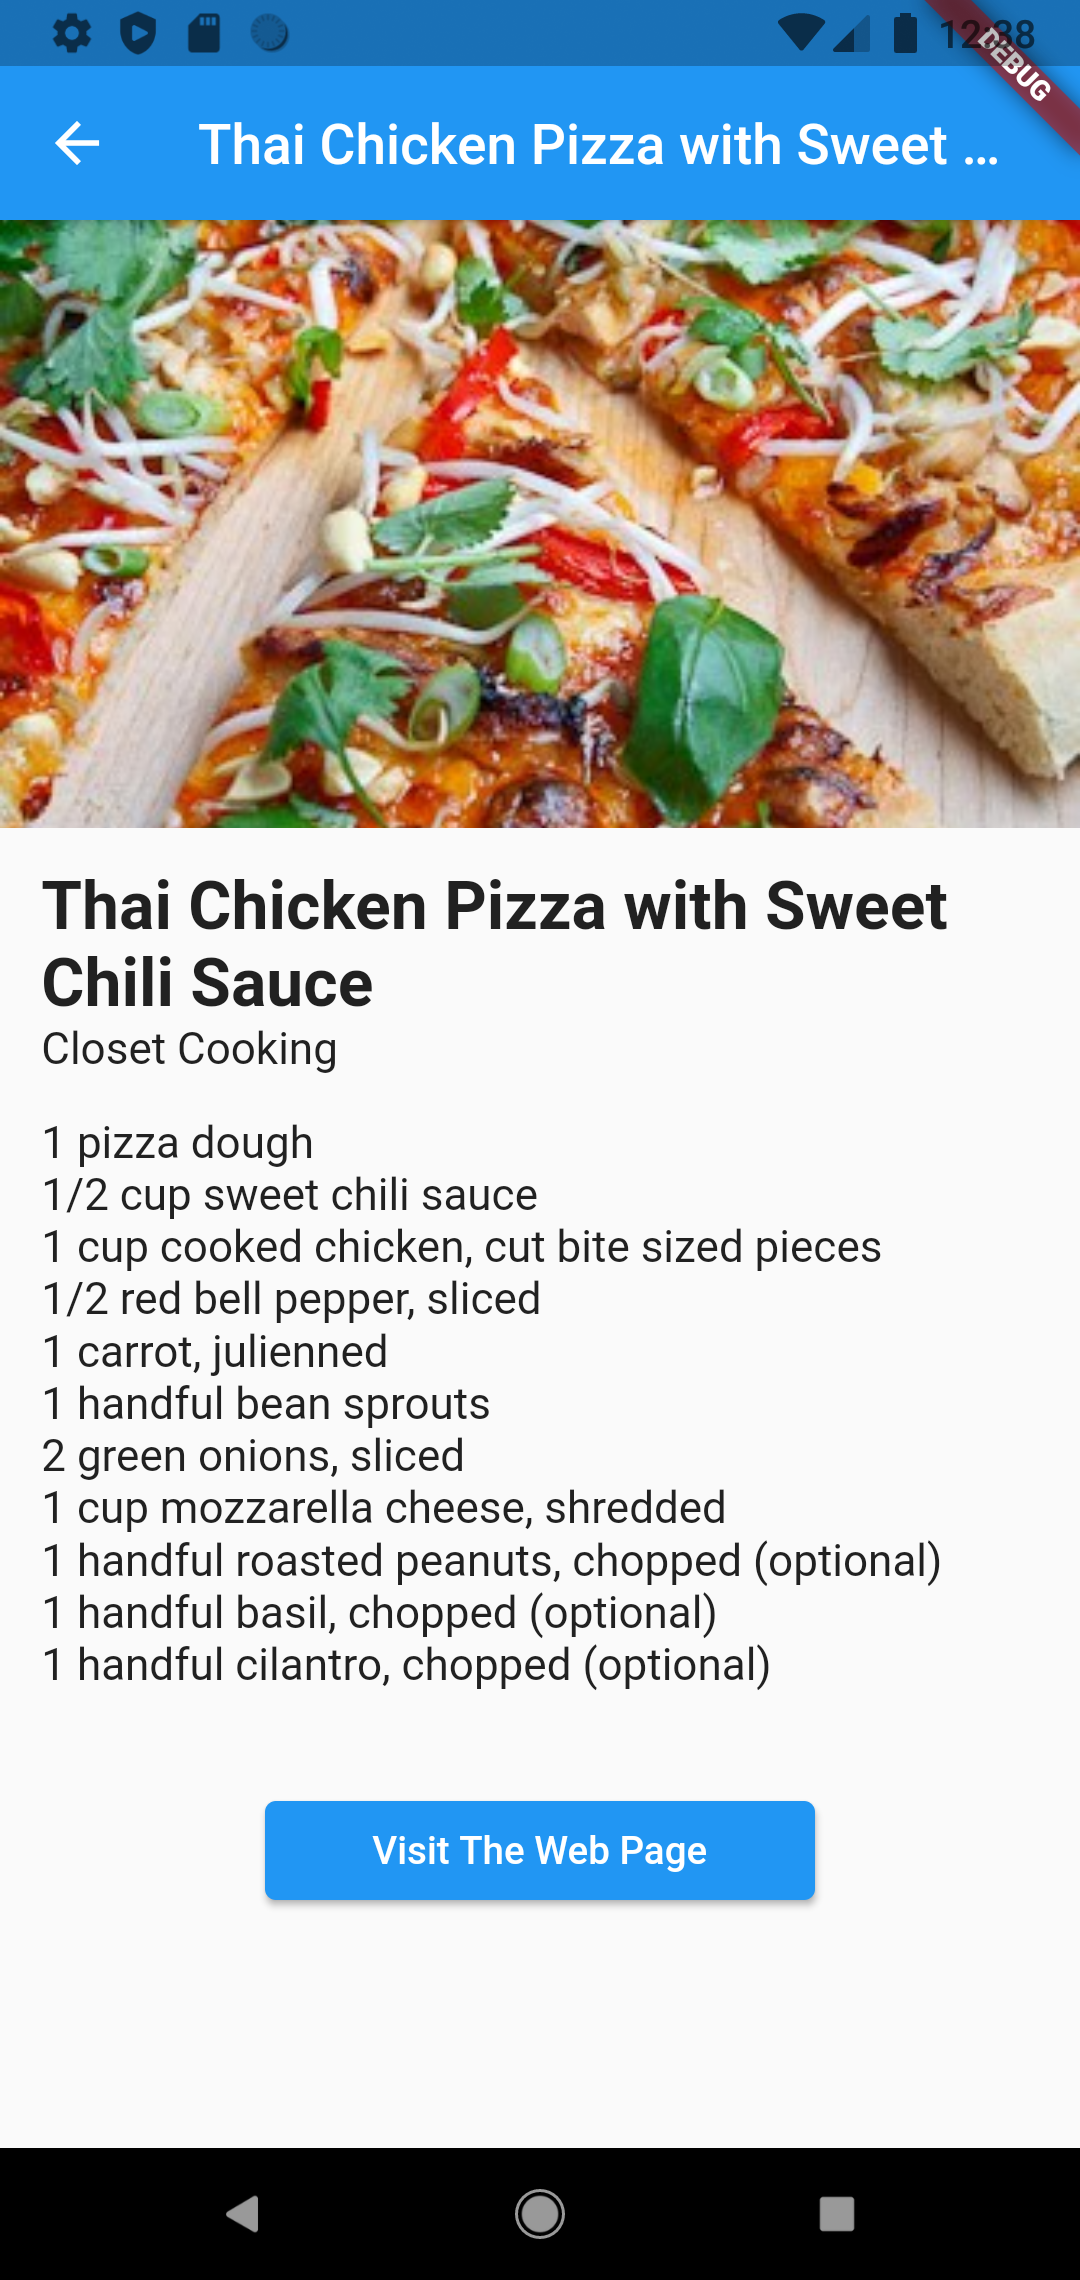 12:38
DEBUG
Thai Chicken Pizza with Sweet ...
Thai Chicken Pizza with Sweet
Chili Sauce
Closet Cooking
1 pizza dough
1/2 cup sweet chili sauce
1 cup cooked chicken, cut bite sized pieces
1/2 red bell pepper, sliced
1 carrot, julienned
1 handful bean sprouts
2 green onions, sliced
1 cup mozzarella cheese, shredded
1 handful roasted peanuts, chopped (optional)
1 handful basil, chopped (optional)
1 handful cilantro, chopped (optional)
Visit The Web Page